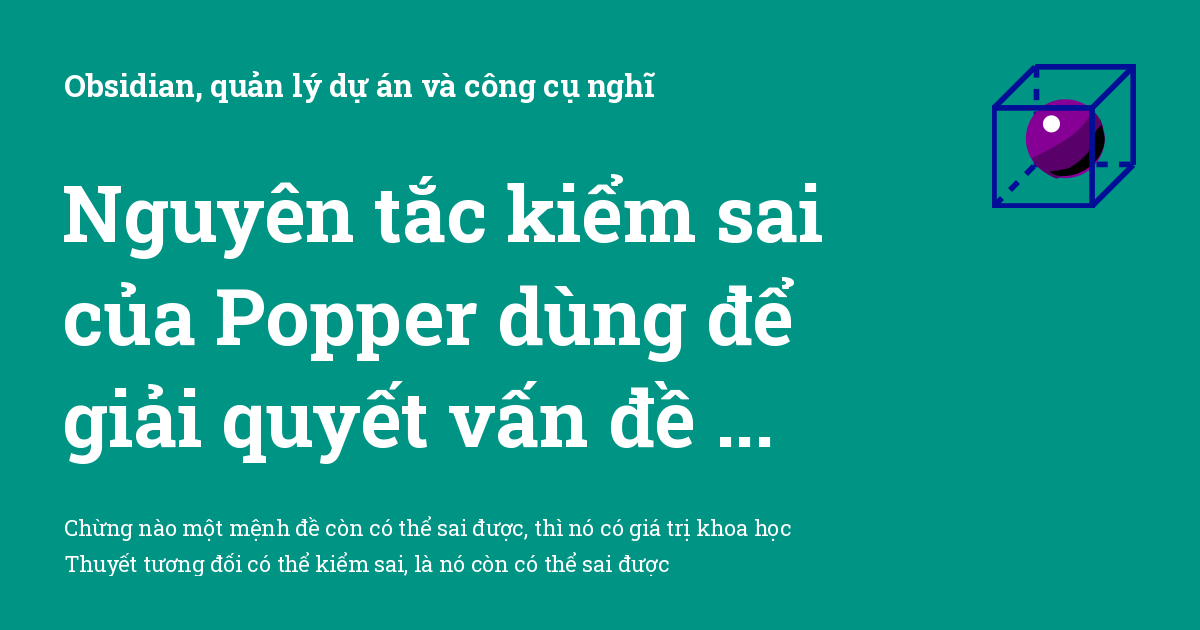 Obsidian, quản lý dự án và công cụ nghĩ
Nguyên tắc kiểm sai
của Popper dùng để
giải quyết vấn đề ...
Chừng nào một mệnh đề còn có thể sai được, thì nó có giá trị khoa học
Thuyết tương đối có thể kiểm sai, là nó còn có thể sai được